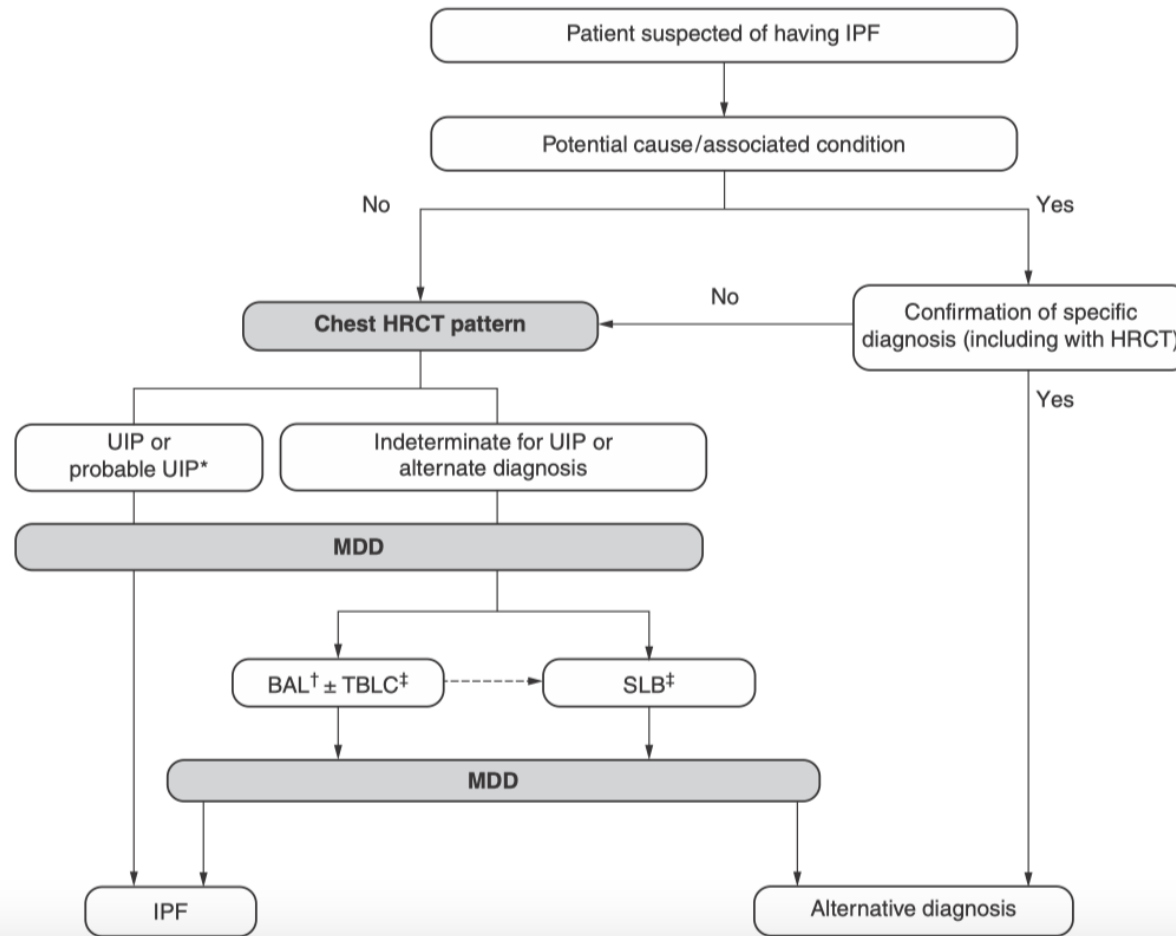 Patient suspected of having IPF
Potential cause/associated condition
No
Yes
No
Chest HRCT pattern
Confirmation of specific
diagnosis (including with HRCT)
Yes
UIP or
probable UIP*
Indeterminate for UIP or
alternate diagnosis
MDD
BAL† ± TBLC‡
SLB‡
MDD
IPF
Alternative diagnosis